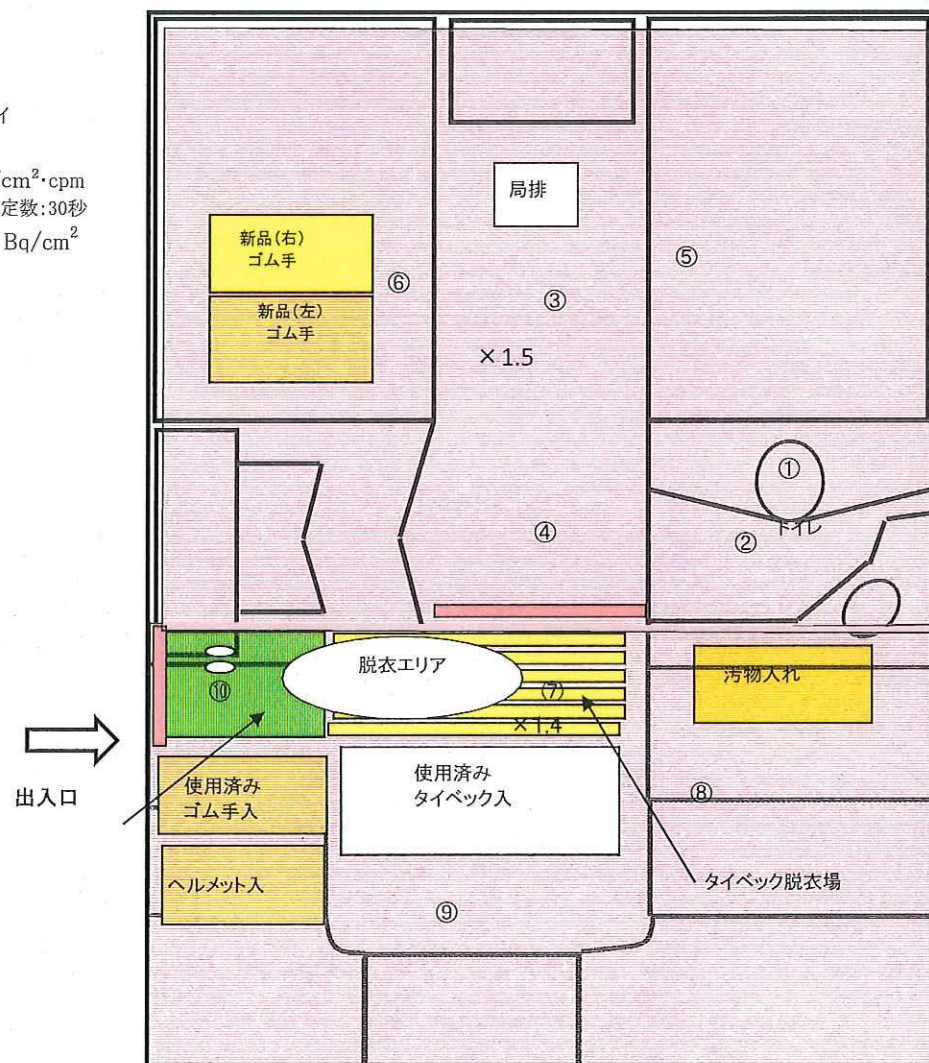 イ
cm²・cpm
定数:30秒
Bq/cm²
局排
新品(右)
ゴム手
新品(左)
ゴム手
⑥
③
⑤
×1.5
①
トイレ
②
④
脱衣エリア
⑩
⑦
×1.4
汚物入れ
出入口
使用済み
ゴム手入
使用済み
タイベック入
⑧
ヘルメット入
タイベック脱衣場
⑨